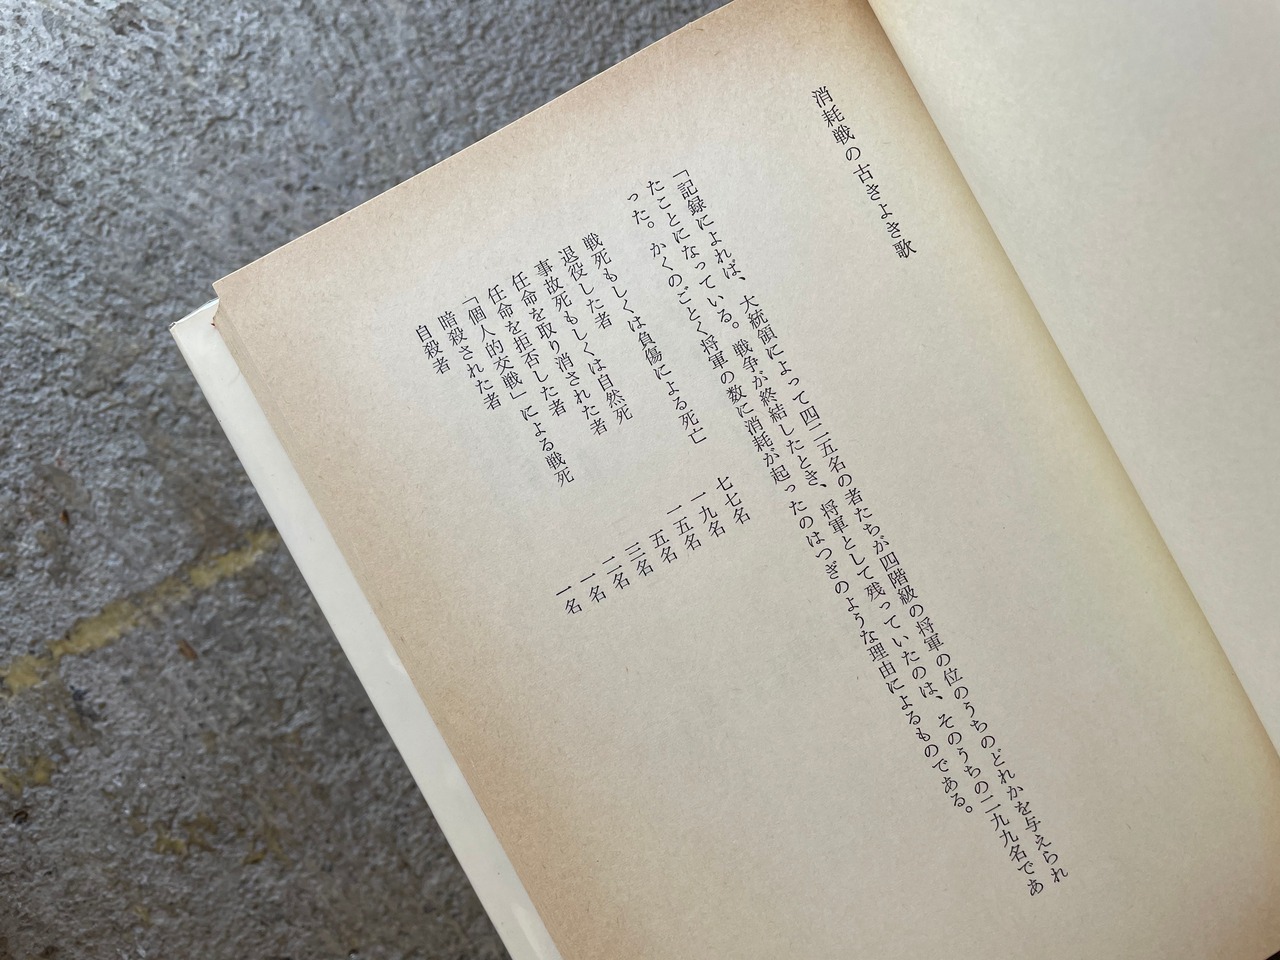 消耗戦の古きよき歌
「記録によれば、大統領によって四二五名の者たちが四階級の将軍の位のうちのどれかを与えられ
たことになっている。戦争が終結したとき、将軍として残っていたのは、そのうちの二九九名であ
った。かくのごとく将軍の数に消耗が起ったのはつぎのような理由によるものである。
戦死もしくは負傷による死亡 七七名
退役した者 一九名
事故死もしくは自然死 一五名
任命を取り消された者 五名
任命を拒否した者 三名
「個人的交戦」による戦死 二名
暗殺された者 一名
自殺者 一名